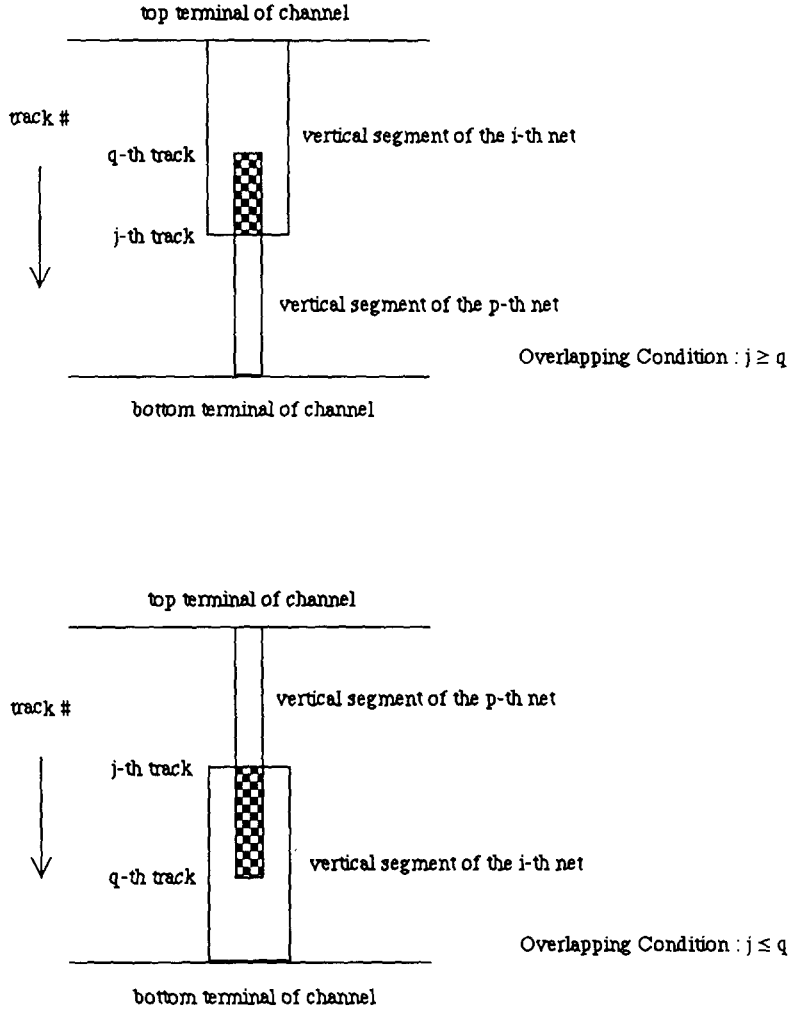 top terminal of channel
track #
vertical segment of the i-th net
q-th track
j-th track
vertical segment of the p-th net
Overlapping Condition : j ≥ q
bottom terminal of channel
top terminal of channel
vertical segment of the p-th net
track #
j-th track
vertical segment of the i-th net
q-th track
Overlapping Condition : j ≤ q
bottom terminal of channel